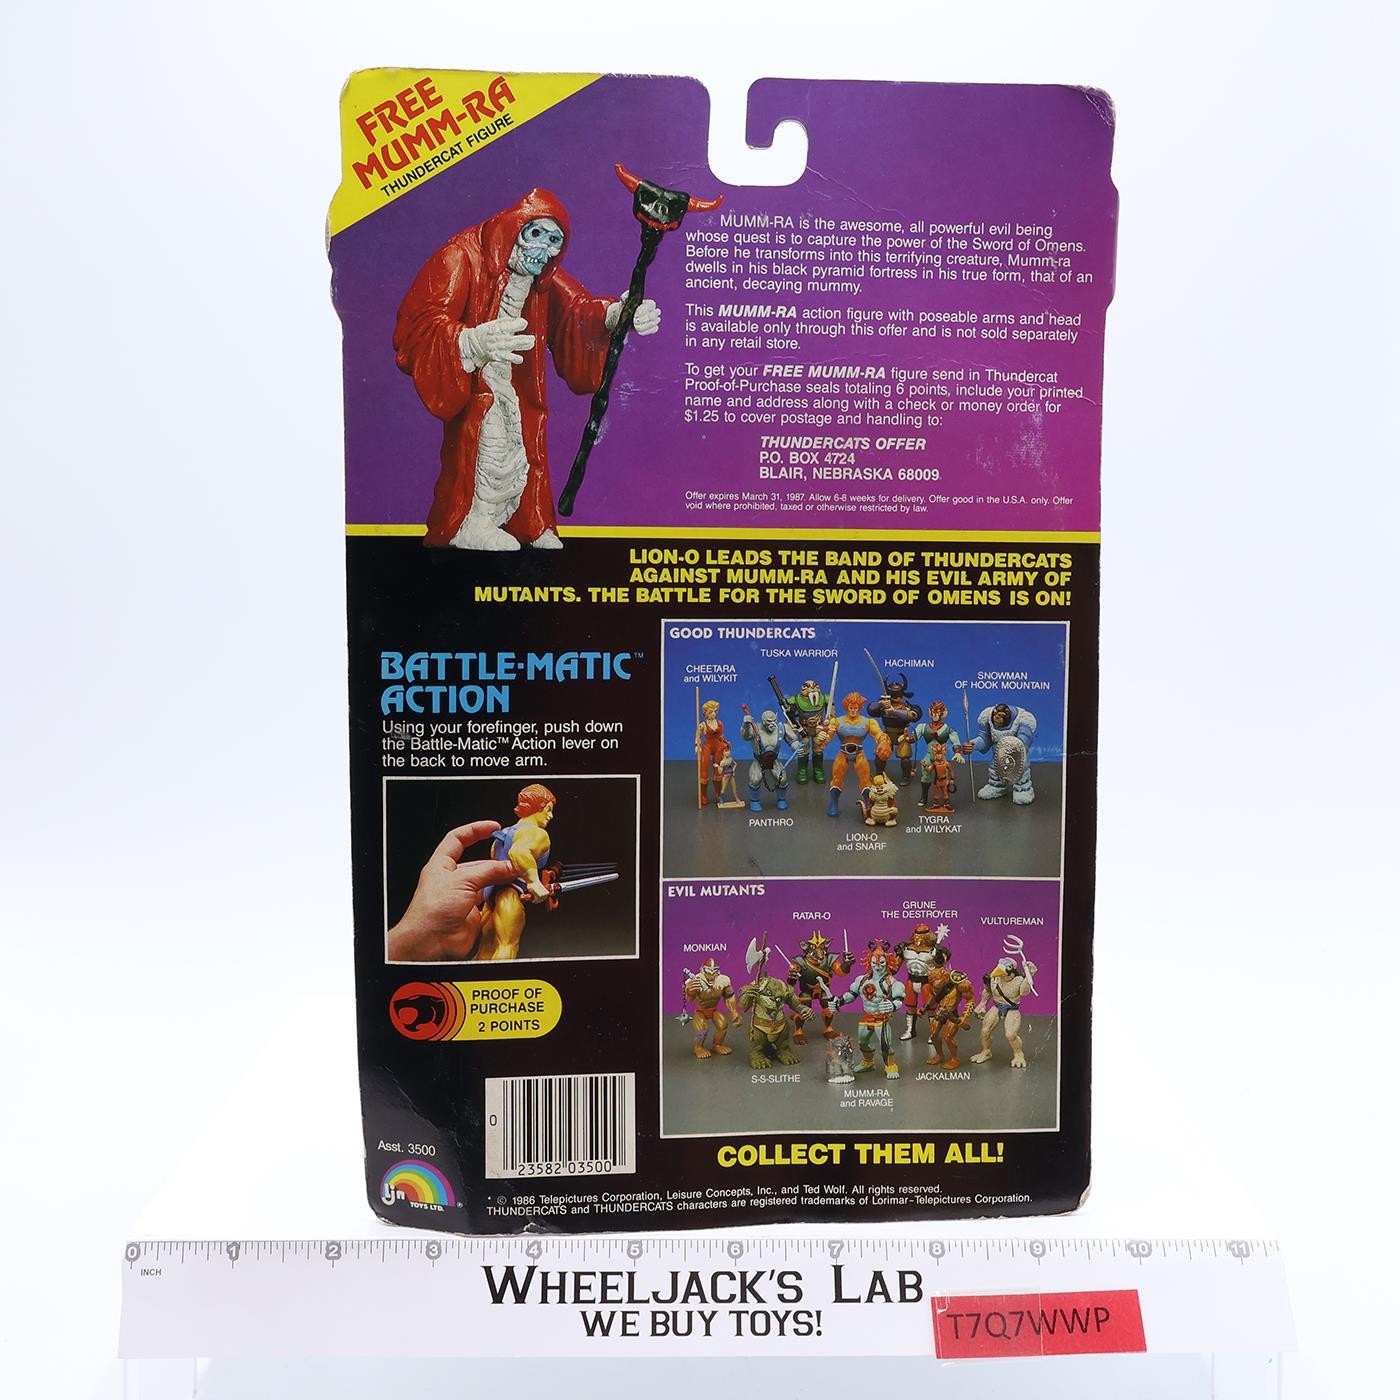 FREE
MUMM-RA
THUNDERCAT FIGURE
MUMM-RA is the awesome, all powerful evil being
whose quest is to capture the power of the Sword of Omens.
Before he transforms into this terrifying creature, Mumm-ra
dwells in his black pyramid fortress in his true form, that of an
ancient, decaying mummy.
This MUMM-RA action figure with poseable arms and head
is available only through this offer and is not sold separately
in any retail store.
To get your FREE MUMM-RA figure send in Thundercat
Proof-of-Purchase seals totaling 6 points, include your printed
name and address along with a check or money order for
$1.25 to cover postage and handling to:
THUNDERCATS OFFER
P.O. BOX 4724
BLAIR, NEBRASKA 68009
Offer expires March 31, 1987. Allow 6-8 weeks for delivery. Offer good in the U.S.A. only. Offer
void where prohibited, taxed or otherwise restricted by law.
LION-O LEADS THE BAND OF THUNDERCATS
AGAINST MUMM-RA AND HIS EVIL ARMY OF
MUTANTS. THE BATTLE FOR THE SWORD OF OMENS IS ON!
BATTLE-MATIC™
ACTION
Using your forefinger, push down
the Battle-Matic™ Action lever on
the back to move arm.
PROOF OF
PURCHASE
2 POINTS
GOOD THUNDERCATS
TUSKA WARRIOR
CHEETARA
and WILYKIT
HACHIMAN
SNOWMAN
OF HOOK MOUNTAIN
PANTHRO
LION-O
and SNARF
TYGRA
and WILYKAT
EVIL MUTANTS
MONKIAN
RATAR-O
GRUNE
THE DESTROYER
VULTUREMAN
S-S-SLITHE
MUMM-RA
and RAVAGE
JACKALMAN
COLLECT THEM ALL!
Asst. 3500
0
23582 03500
Ljn
TOYS LTD.
®
* © 1986 Telepictures Corporation, Leisure Concepts, Inc., and Ted Wolf. All rights reserved.
THUNDERCATS and THUNDERCATS characters are registered trademarks of Lorimar-Telepictures Corporation.
0 1 2 3 4 5 6 7 8 9 10 11
INCH
WHEELJACK'S LAB
WE BUY TOYS!
T7Q7WWP